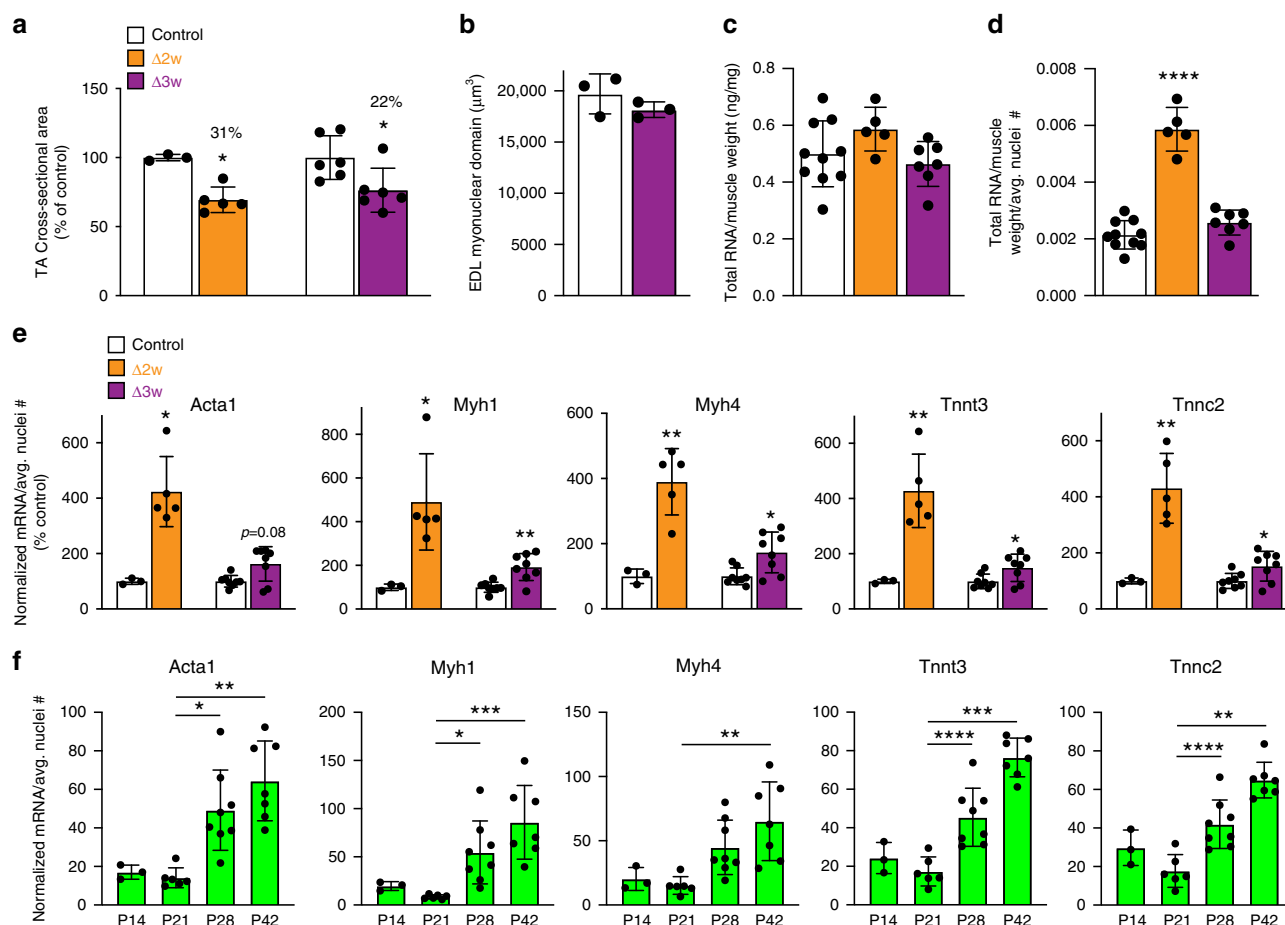 a
Control
Δ2w
Δ3w
TA Cross-sectional area
(% of control)
150
100
50
0
31%
*
22%
*
b
EDL myonuclear domain (μm³)
20,000
15,000
10,000
5000
0
c
Total RNA/muscle weight (ng/mg)
0.8
0.6
0.4
0.2
0.0
d
Total RNA/muscle
weight/avg. nuclei #
0.008
0.006
0.004
0.002
0.000
****
e
Control
Δ2w
Δ3w
Normalized mRNA/avg. nuclei #
(% control)
Acta1
600
400
200
0
*
p=0.08
Myh1
800
600
400
200
0
*
**
Myh4
600
400
200
0
**
*
Tnnt3
600
400
200
0
**
*
Tnnc2
600
400
200
0
**
*
f
Normalized mRNA/avg. nuclei #
Acta1
100
80
60
40
20
0
**
*
P14 P21 P28 P42
Myh1
200
150
100
50
0
***
*
P14 P21 P28 P42
Myh4
150
100
50
0
**
P14 P21 P28 P42
Tnnt3
100
80
60
40
20
0
***
****
P14 P21 P28 P42
Tnnc2
100
80
60
40
20
0
**
****
P14 P21 P28 P42